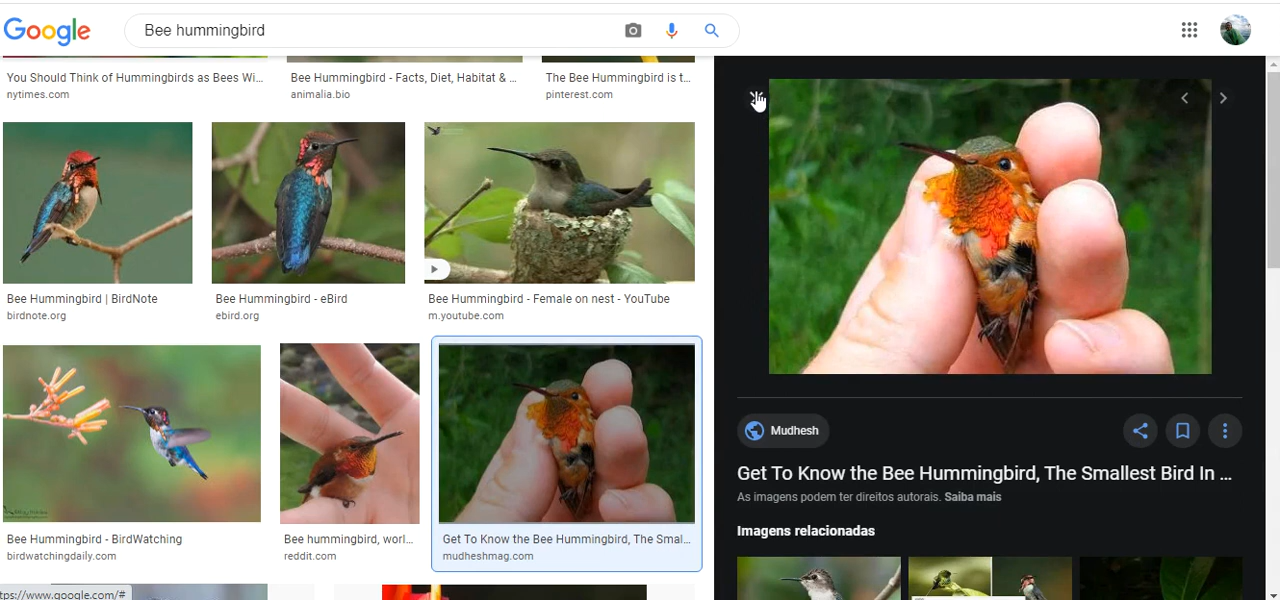 Google
Bee hummingbird
You Should Think of Hummingbirds as Bees Wi...
nytimes.com
Bee Hummingbird - Facts, Diet, Habitat & ...
animalia.bio
The Bee Hummingbird is t...
pinterest.com
Bee Hummingbird | BirdNote
birdnote.org
Bee Hummingbird - eBird
ebird.org
Bee Hummingbird - Female on nest - YouTube
m.youtube.com
Bee Hummingbird - BirdWatching
birdwatchingdaily.com
Bee hummingbird, worl...
reddit.com
Get To Know the Bee Hummingbird, The Smal...
mudheshmag.com
ttps://www.google.com/#
Mudhesh
Get To Know the Bee Hummingbird, The Smallest Bird In ...
As imagens podem ter direitos autorais. Saiba mais
Imagens relacionadas